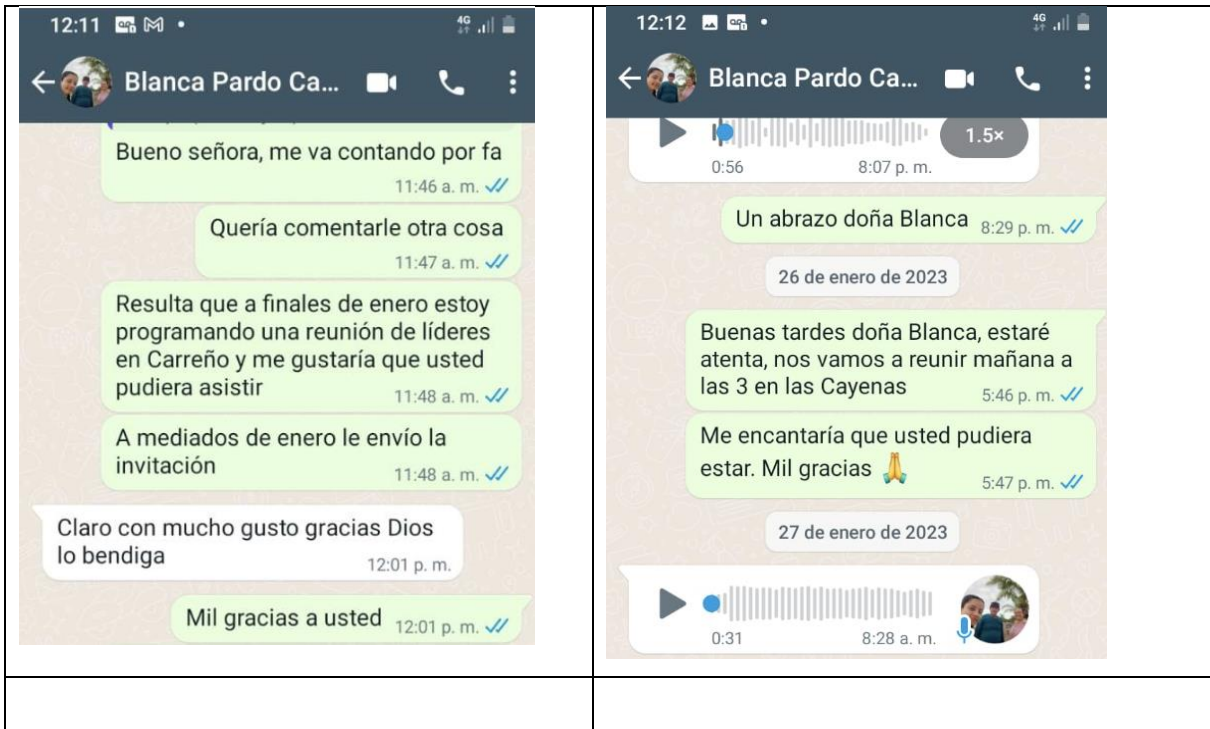 12:11
4G
Blanca Pardo Ca...
Bueno señora, me va contando por fa
11:46 a. m.
Quería comentarle otra cosa
11:47 a. m.
Resulta que a finales de enero estoy
programando una reunión de líderes
en Carreño y me gustaría que usted
pudiera asistir
11:48 a. m.
A mediados de enero le envío la
invitación
11:48 a. m.
Claro con mucho gusto gracias Dios
lo bendiga
12:01 p. m.
Mil gracias a usted
12:01 p. m.
12:12
4G
Blanca Pardo Ca...
1.5×
0:56
8:07 p. m.
Un abrazo doña Blanca
8:29 p. m.
26 de enero de 2023
Buenas tardes doña Blanca, estaré
atenta, nos vamos a reunir mañana a
las 3 en las Cayenas
5:46 p. m.
Me encantaría que usted pudiera
estar. Mil gracias 🙏
5:47 p. m.
27 de enero de 2023
0:31
8:28 a. m.